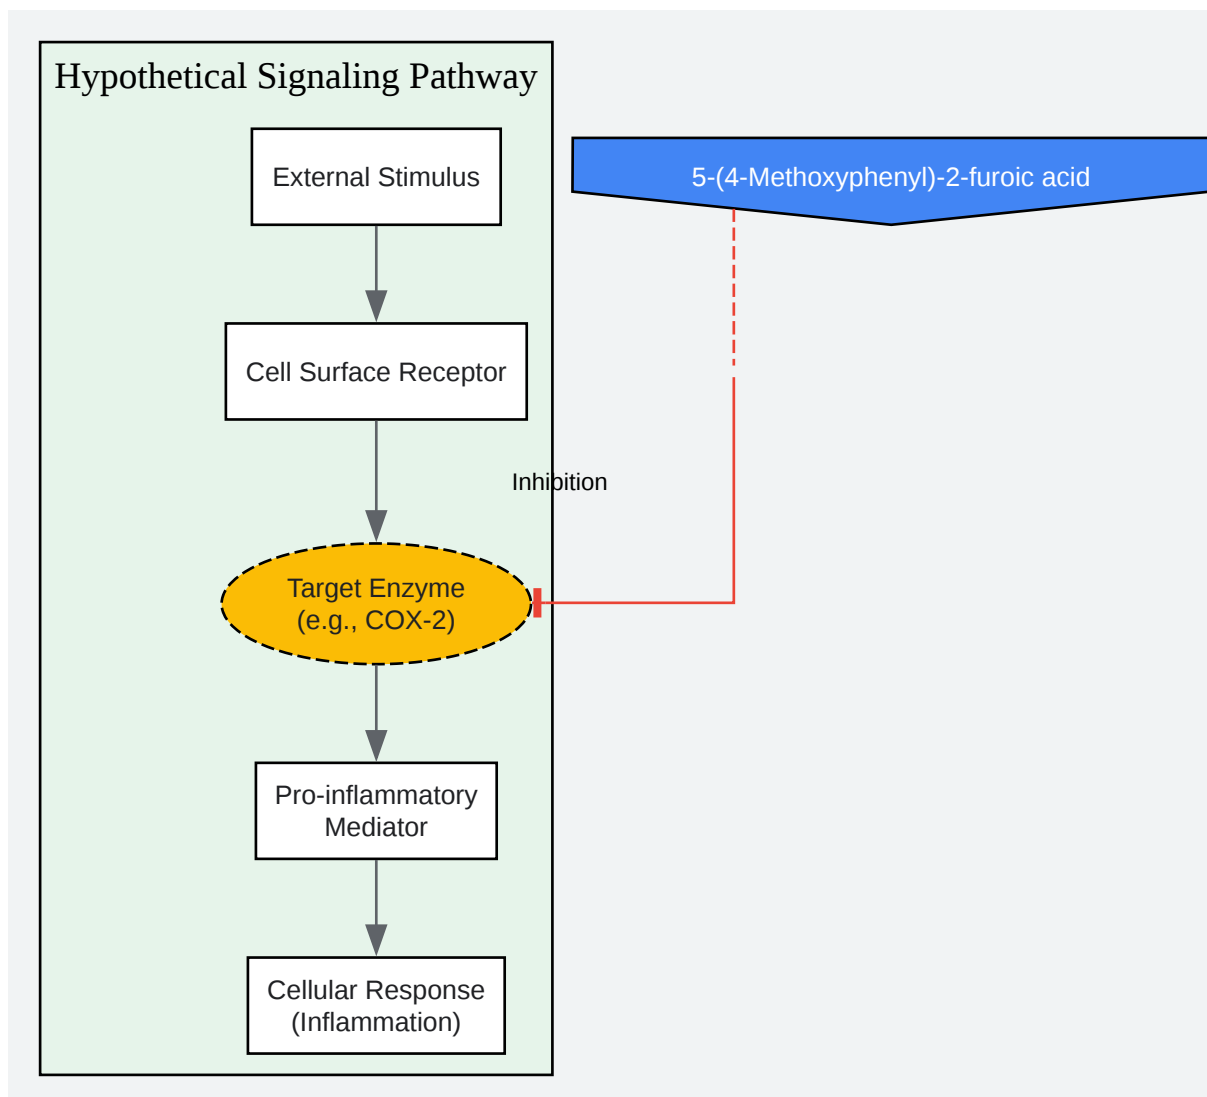 Hypothetical Signaling Pathway
External Stimulus
5-(4-Methoxyphenyl)-2-furoic acid
Cell Surface Receptor
Inhibition
Target Enzyme
(e.g., COX-2)
Pro-inflammatory
Mediator
Cellular Response
(Inflammation)